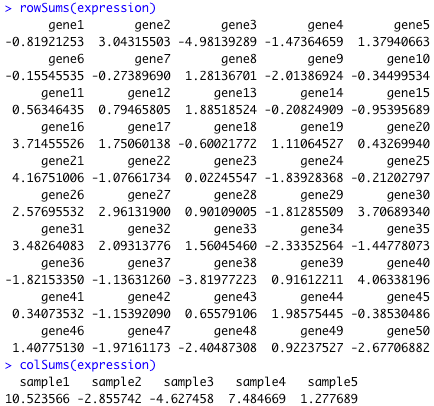 > rowSums(expression)
gene1 gene2 gene3 gene4 gene5
-0.81921253 3.04315503 -4.98139289 -1.47364659 1.37940663
gene6 gene7 gene8 gene9 gene10
-0.15545535 -0.27389690 1.28136701 -2.01386924 -0.34499534
gene11 gene12 gene13 gene14 gene15
0.56346435 0.79465805 1.88518524 -0.20824909 -0.95395689
gene16 gene17 gene18 gene19 gene20
3.71455526 1.75060138 -0.60021772 1.11064527 0.43269940
gene21 gene22 gene23 gene24 gene25
4.16751006 -1.07661734 0.02245547 -1.83928368 -0.21202797
gene26 gene27 gene28 gene29 gene30
2.57695532 2.96131900 0.90109005 -1.81285509 3.70689340
gene31 gene32 gene33 gene34 gene35
3.48264083 2.09313776 1.56045460 -2.33352564 -1.44778073
gene36 gene37 gene38 gene39 gene40
-1.82153350 -1.13631260 -3.81977223 0.91612211 4.06338196
gene41 gene42 gene43 gene44 gene45
0.34073532 -1.15392090 0.65579106 1.98575445 -0.38530486
gene46 gene47 gene48 gene49 gene50
1.40775130 -1.97161173 -2.40487308 0.92237527 -2.67706882
> colSums(expression)
sample1 sample2 sample3 sample4 sample5
10.523566 -2.855742 -4.627458 7.484669 1.277689